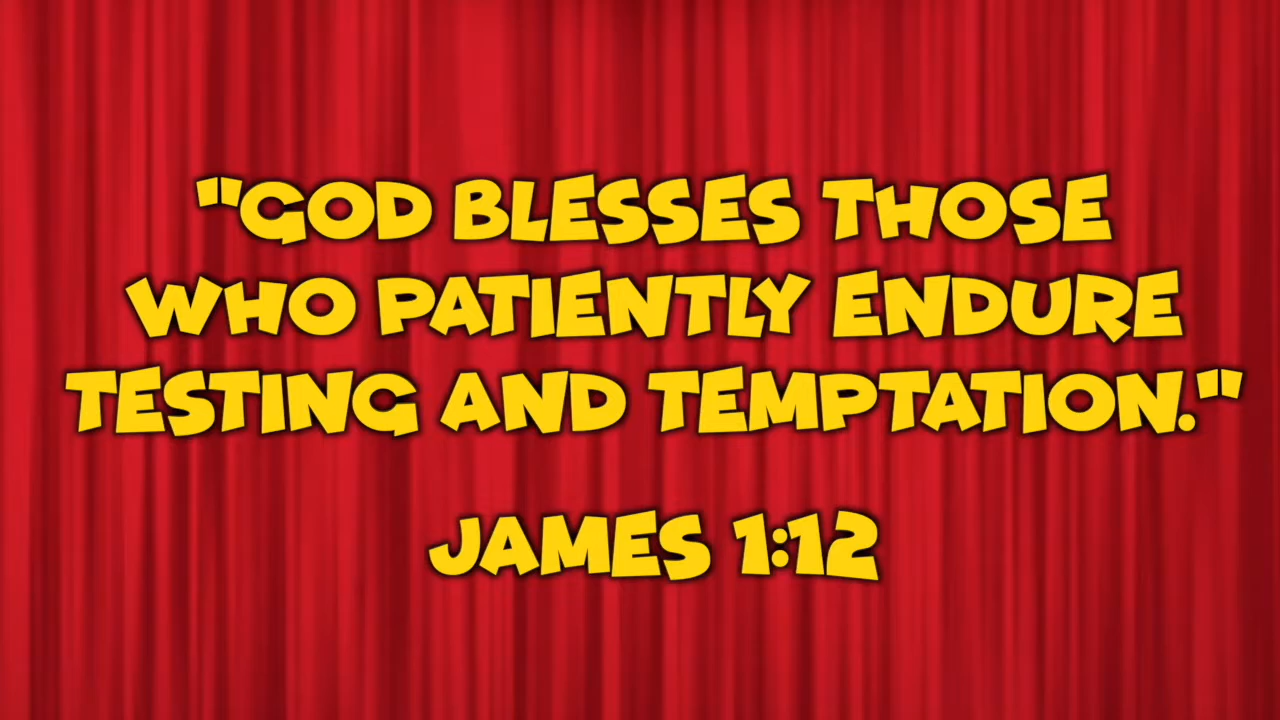 "GOD BLESSES THOSE
WHO PATIENTLY ENDURE
TESTING AND TEMPTATION."
JAMES 1:12